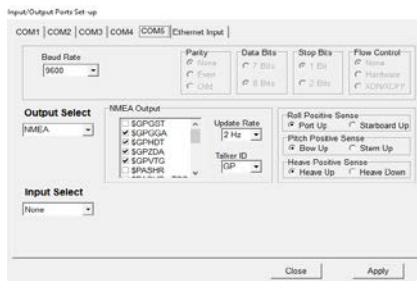 Input/Output Ports Set-up
COM1 COM2 COM3 COM4 COM5 Ethernet Input
Baud Rate
9600
Parity
None
Even
Odd
Data Bits
7 Bits
8 Bits
Stop Bits
1 Bit
2 Bits
Flow Control
None
Hardware
XON/XOFF
Output Select
NMEA
NMEA Output
$GPGST
$GPGGA
$GPHDT
$GPZDA
$GPVTG
$PASHR
Update Rate
2 Hz
Talker ID
GP
Roll Positive Sense
Port Up Starboard Up
Pitch Positive Sense
Bow Up Stern Up
Heave Positive Sense
Heave Up Heave Down
Input Select
None
Close Apply